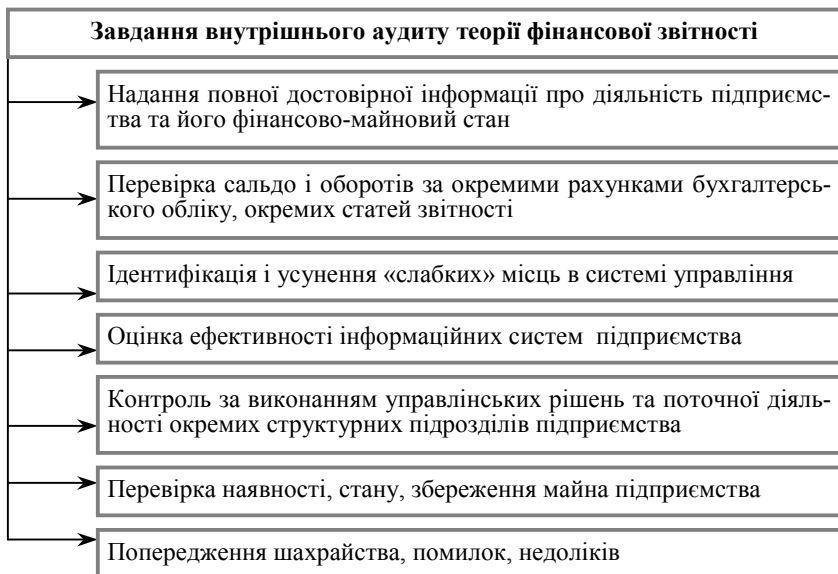 Завдання внутрішнього аудиту теорії фінансової звітності
Надання повної достовірної інформації про діяльність підприємс-
тва та його фінансово-майновий стан
Перевірка сальдо і оборотів за окремими рахунками бухгалтерсь-
кого обліку, окремих статей звітності
Ідентифікація і усунення «слабких» місць в системі управління
Оцінка ефективності інформаційних систем підприємства
Контроль за виконанням управлінських рішень та поточної діяль-
ності окремих структурних підрозділів підприємства
Перевірка наявності, стану, збереження майна підприємства
Попередження шахрайства, помилок, недоліків